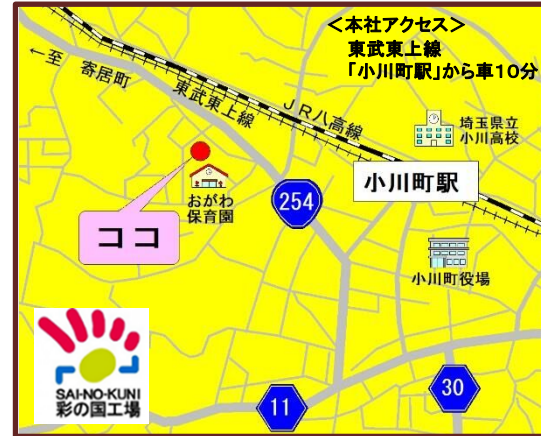 <本社アクセス>
東武東上線
「小川町駅」から車10分
←至 寄居町
東武東上線
JR八高線
埼玉県立
小川高校
小川町駅
おがわ
保育園
254
ココ
小川町役場
SAI-NO-KUNI
彩の国工場
11
30